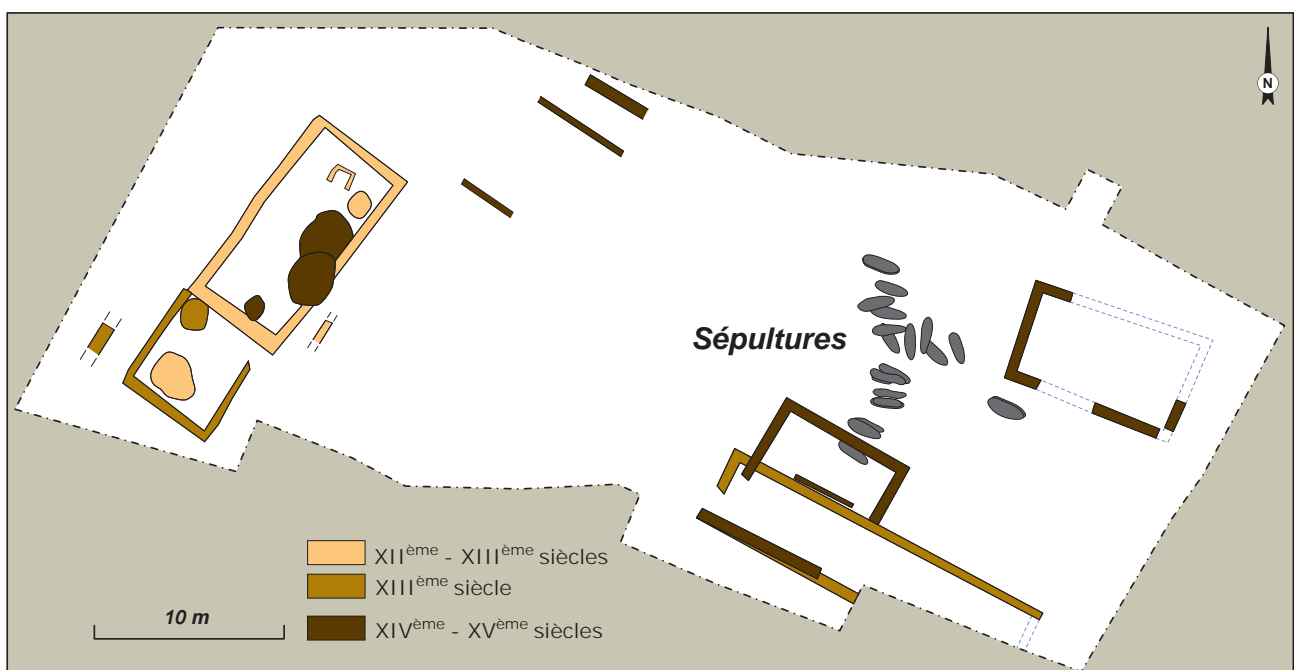 N
Sépultures
XIIème - XIIIème siècles
XIIIème siècle
XIVème - XVème siècles
10 m